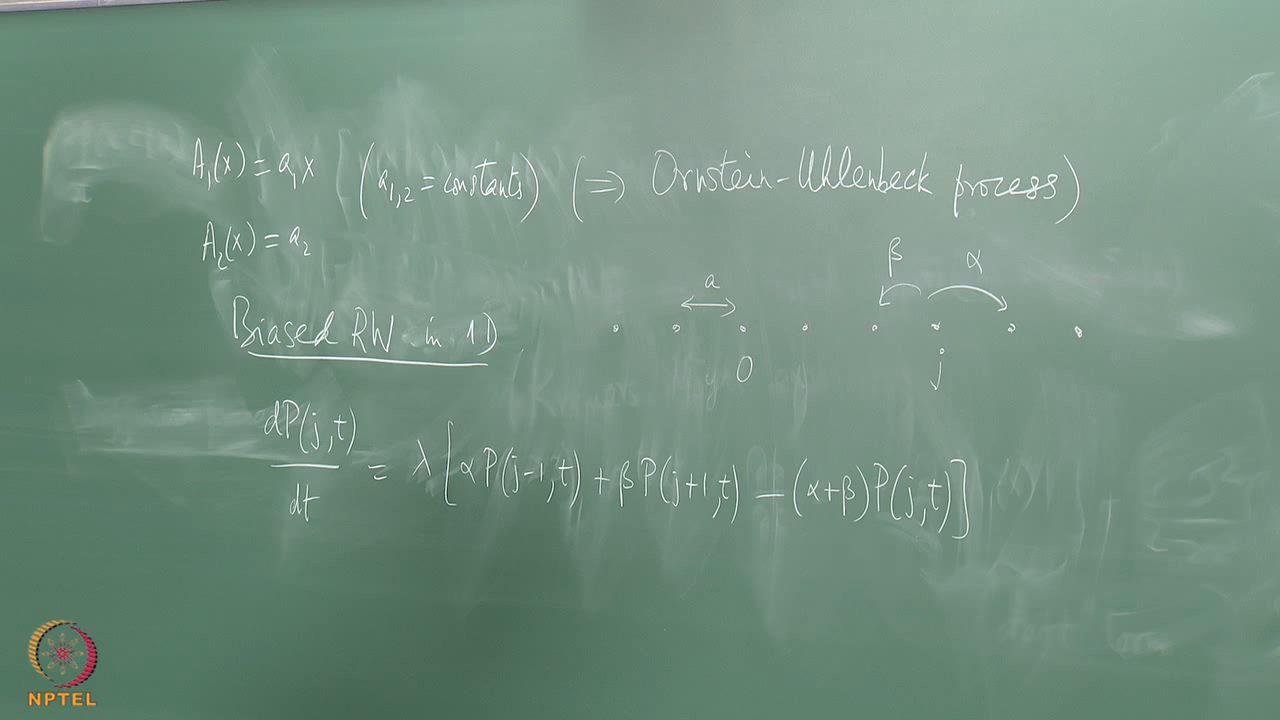 A₁(x) = a₁x (a₁,₂ = constants) (⇒ Ornstein-Uhlenbeck process)
A₂(x) = a₂
β α
a
Biased RW in 1D
0 j
dP(j,t)/dt = λ[αP(j-1,t) + βP(j+1,t) - (α+β)P(j,t)]
NPTEL